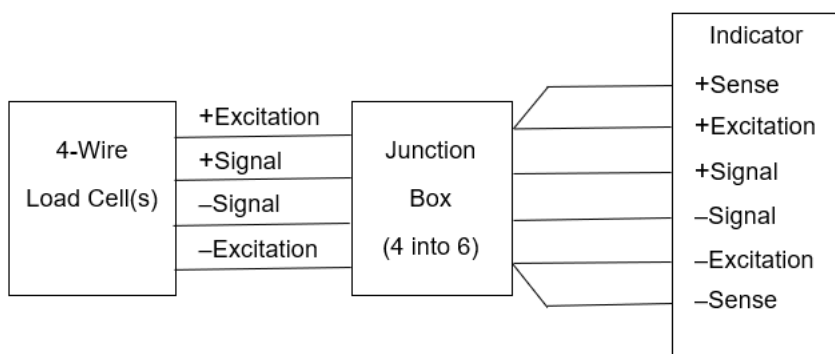 4-Wire
Load Cell(s)
+Excitation
+Signal
–Signal
–Excitation
Junction
Box
(4 into 6)
Indicator
+Sense
+Excitation
+Signal
–Signal
–Excitation
–Sense